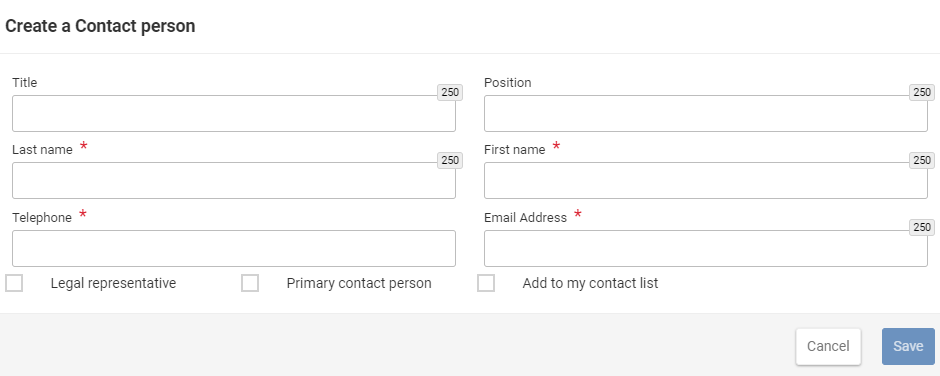 Create a Contact person
Title
250
Position
250
Last name *
250
First name *
250
Telephone *
Email Address *
250
Legal representative
Primary contact person
Add to my contact list
Cancel
Save